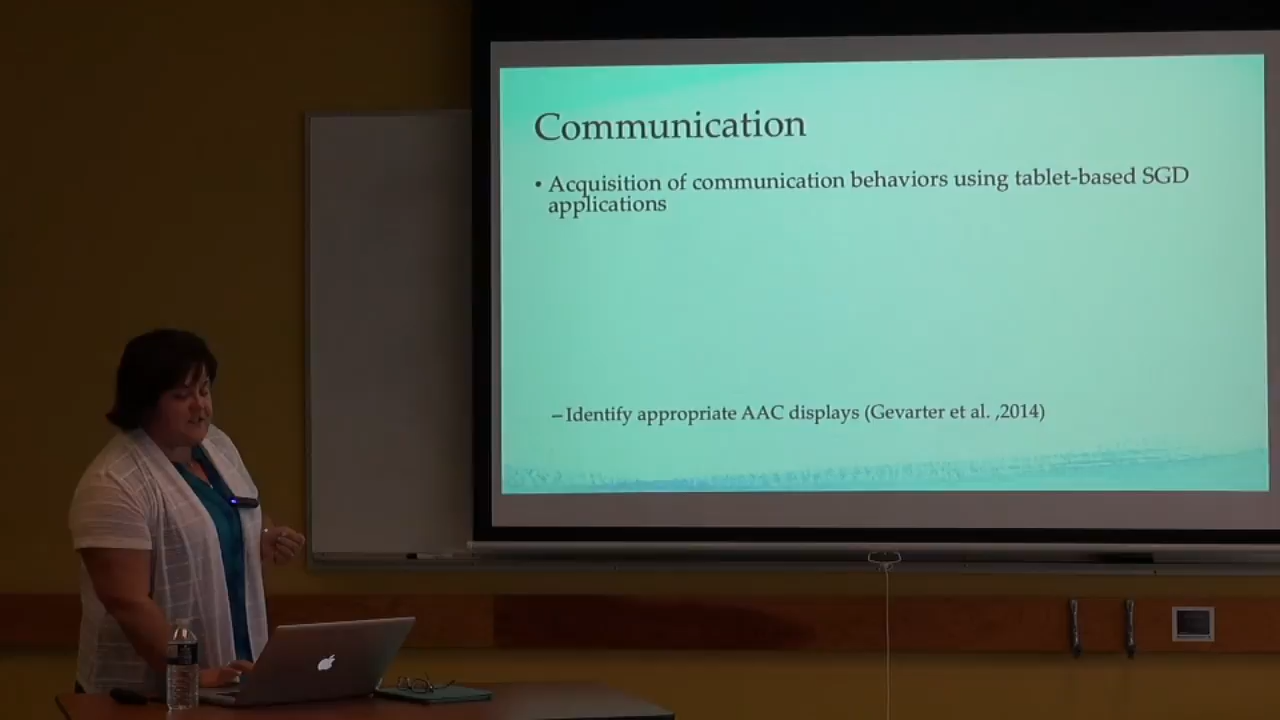 Communication
• Acquisition of communication behaviors using tablet-based SGD
applications
– Identify appropriate AAC displays (Gevarter et al. ,2014)